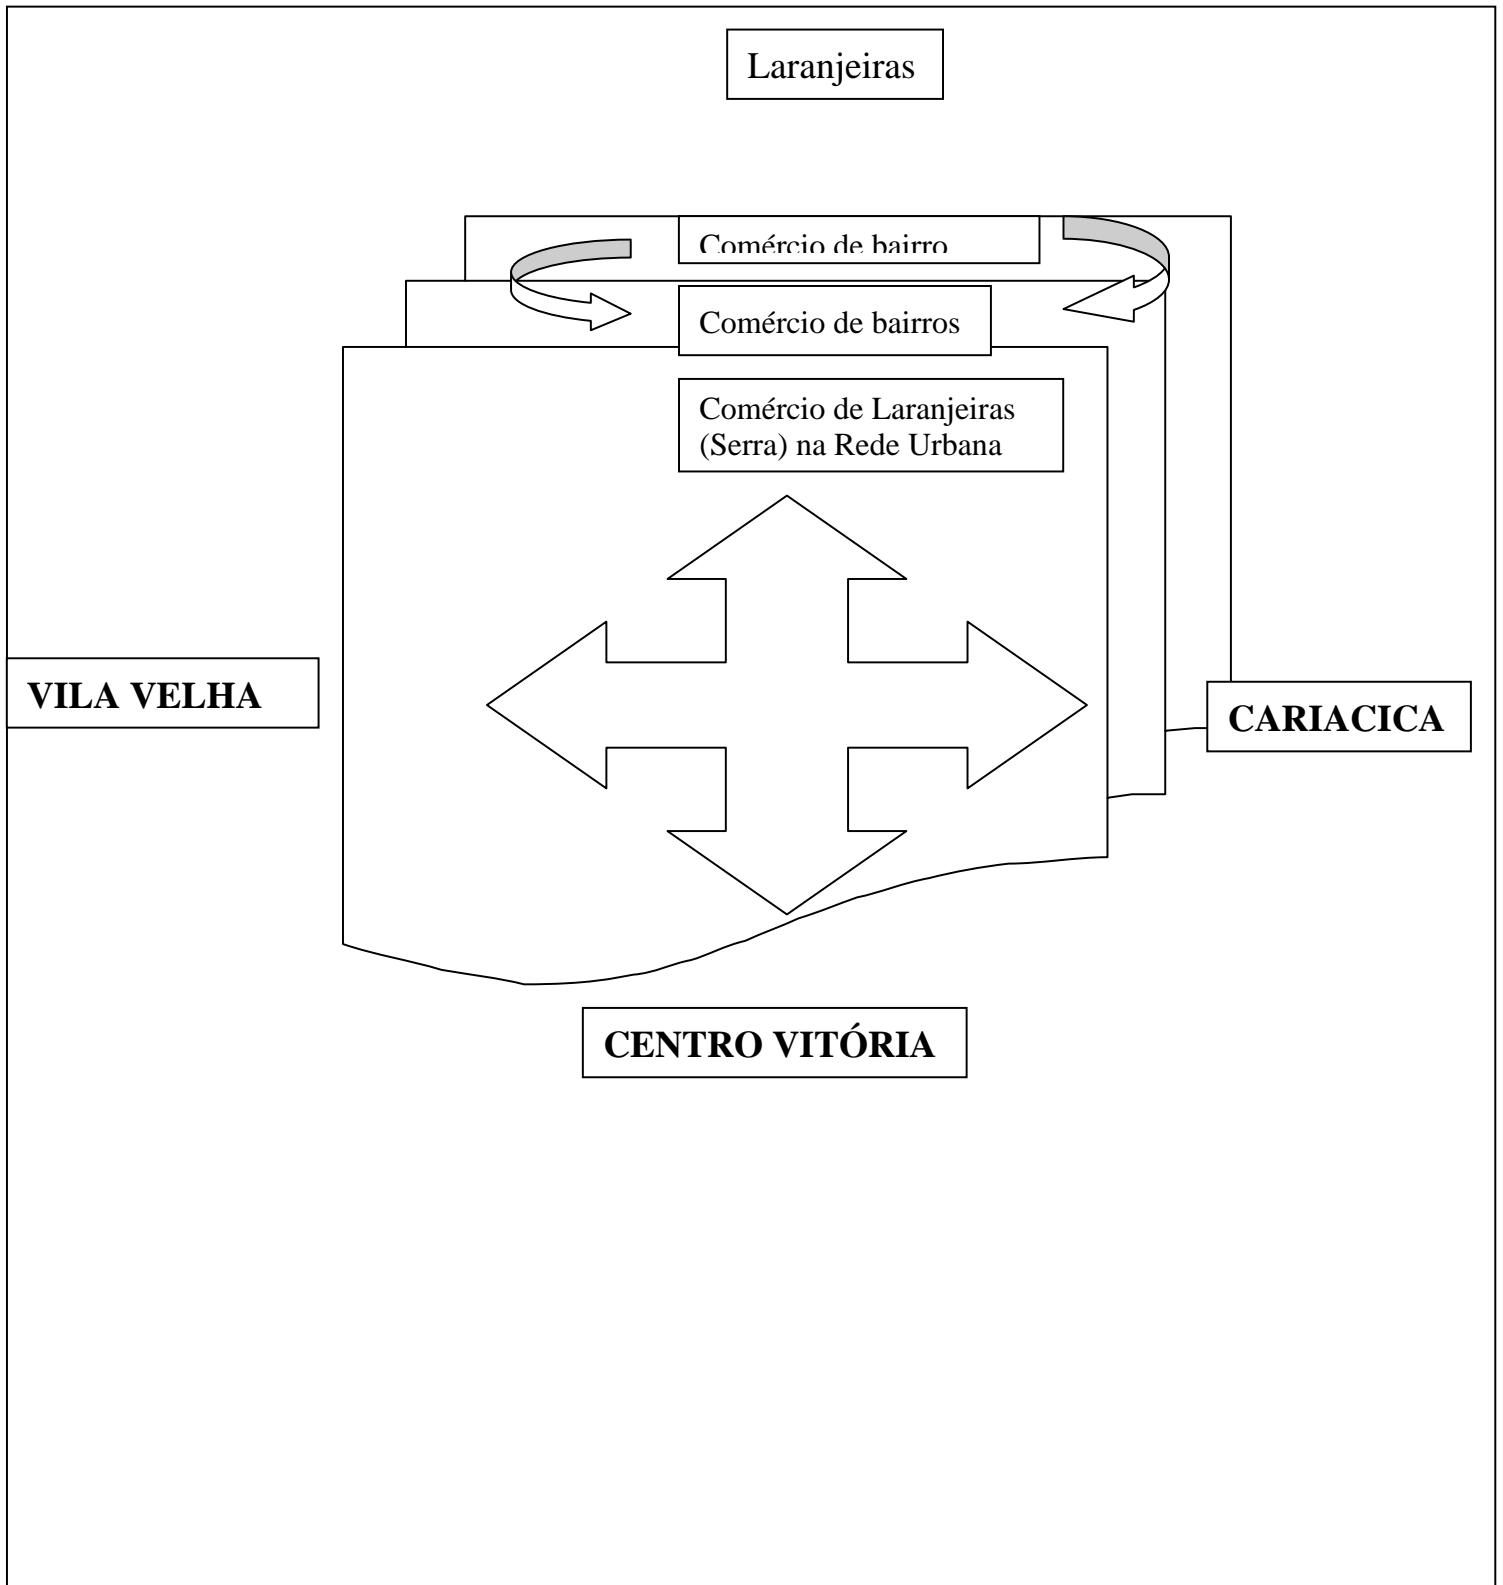 Laranjeiras
Comércio de bairro
Comércio de bairros
Comércio de Laranjeiras
(Serra) na Rede Urbana
VILA VELHA
CARIACICA
CENTRO VITÓRIA